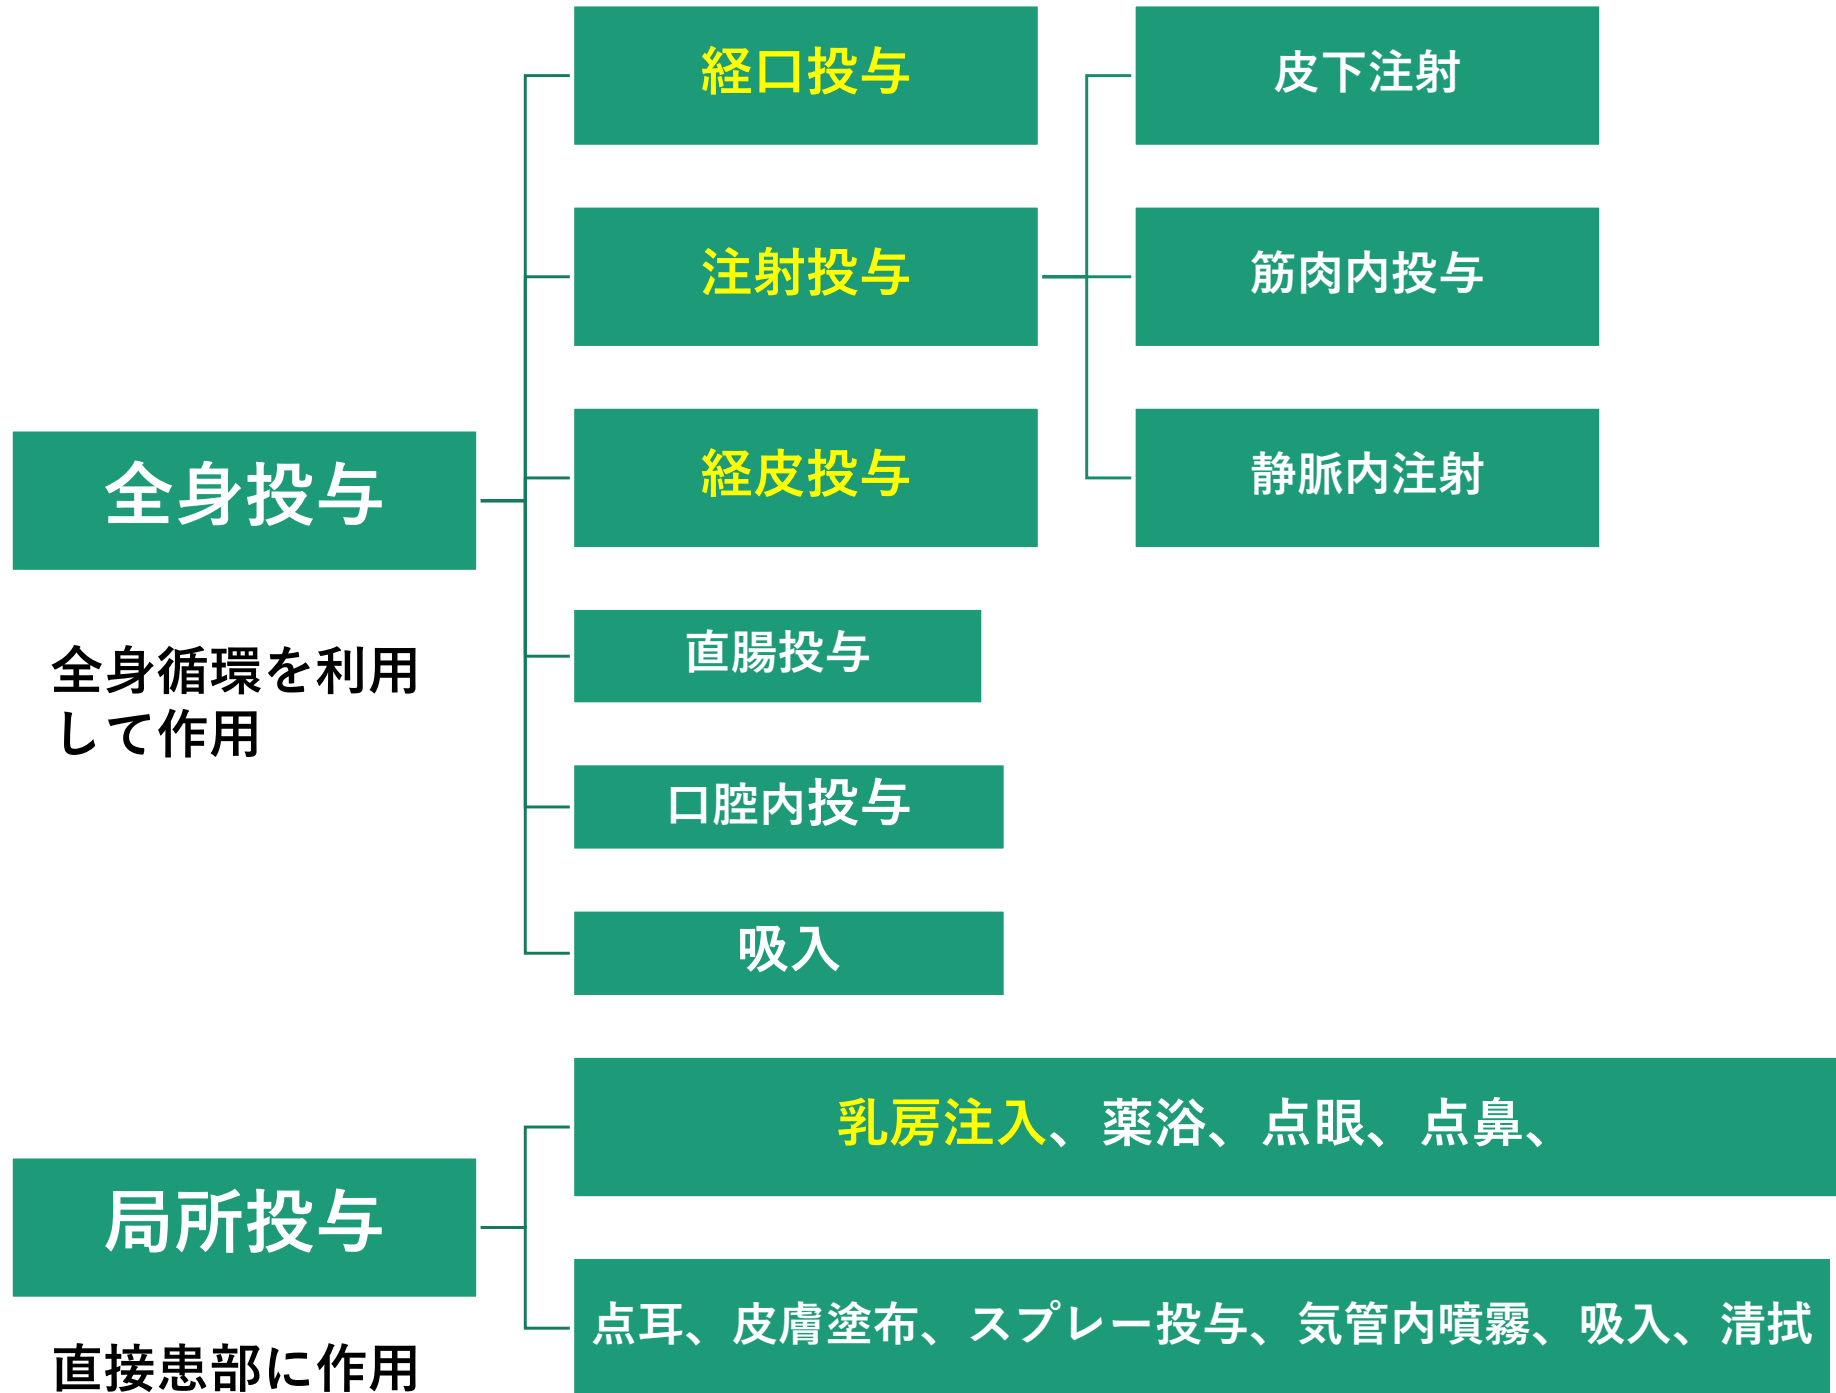 全身投与
全身循環を利用
して作用
経口投与
注射投与
経皮投与
直腸投与
口腔内投与
吸入
皮下注射
筋肉内投与
静脈内注射
局所投与
直接患部に作用
乳房注入、薬浴、点眼、点鼻、
点耳、皮膚塗布、スプレー投与、気管内噴霧、吸入、清拭